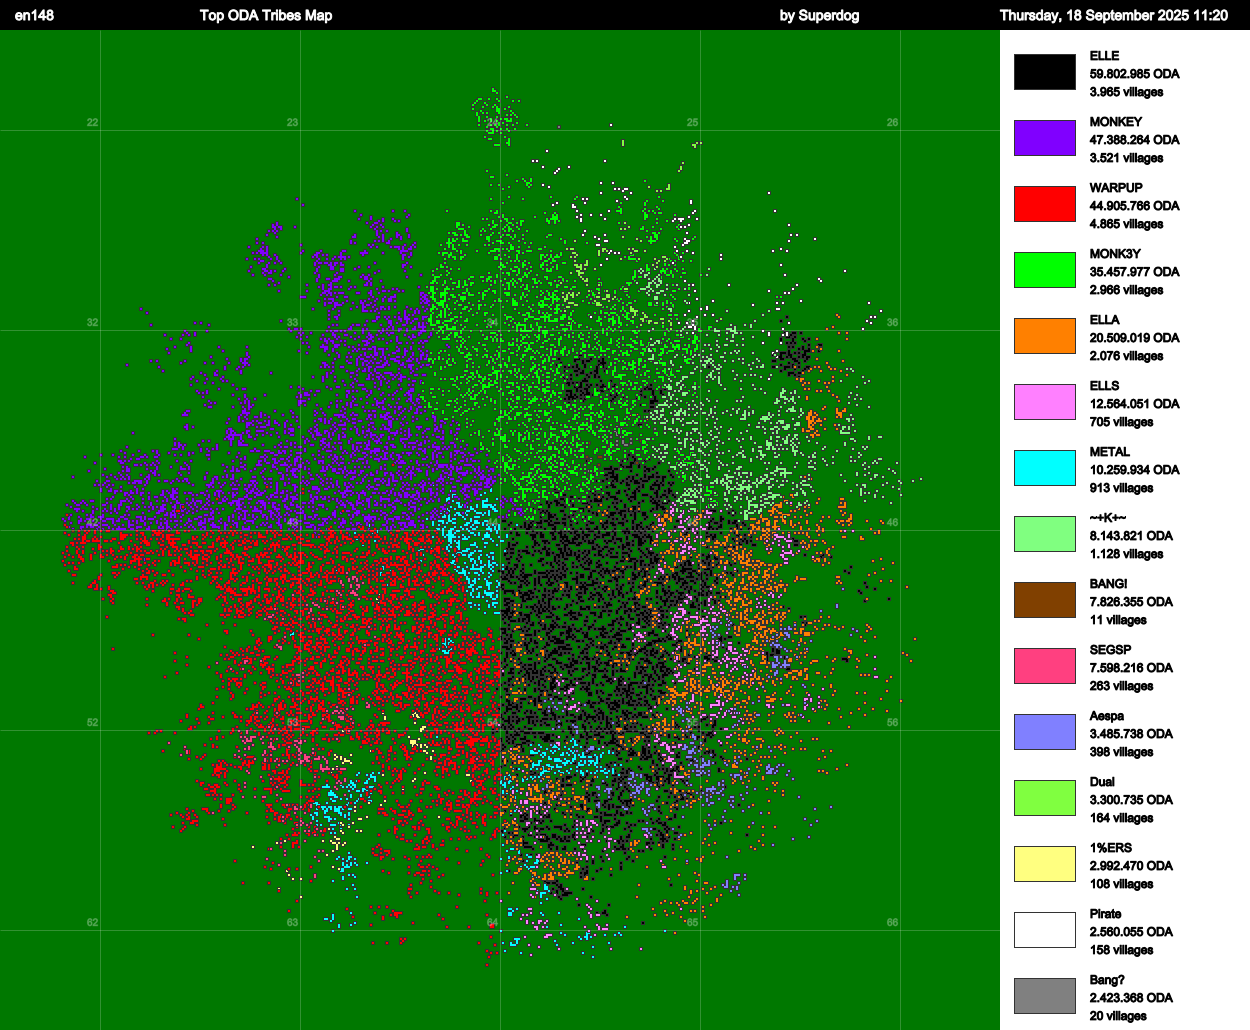 en148 Top ODA Tribes Map by Superdog Thursday, 18 September 2025 11:20
ELLE
59.802.985 ODA
3.965 villages
MONKEY
47.388.264 ODA
3.521 villages
WARPUP
44.905.766 ODA
4.865 villages
MONK3Y
35.457.977 ODA
2.966 villages
ELLA
20.509.019 ODA
2.076 villages
ELLS
12.564.051 ODA
705 villages
METAL
10.259.934 ODA
913 villages
~+K+~
8.143.821 ODA
1.128 villages
BANG!
7.826.355 ODA
11 villages
SEGSP
7.598.216 ODA
263 villages
Aespa
3.485.738 ODA
398 villages
Dual
3.300.735 ODA
164 villages
1%ERS
2.992.470 ODA
108 villages
Pirate
2.560.055 ODA
158 villages
Bang?
2.423.368 ODA
20 villages
22 23 25 26
32 33 34 36
42 43 46
52 53 54 56
62 63 64 65 66